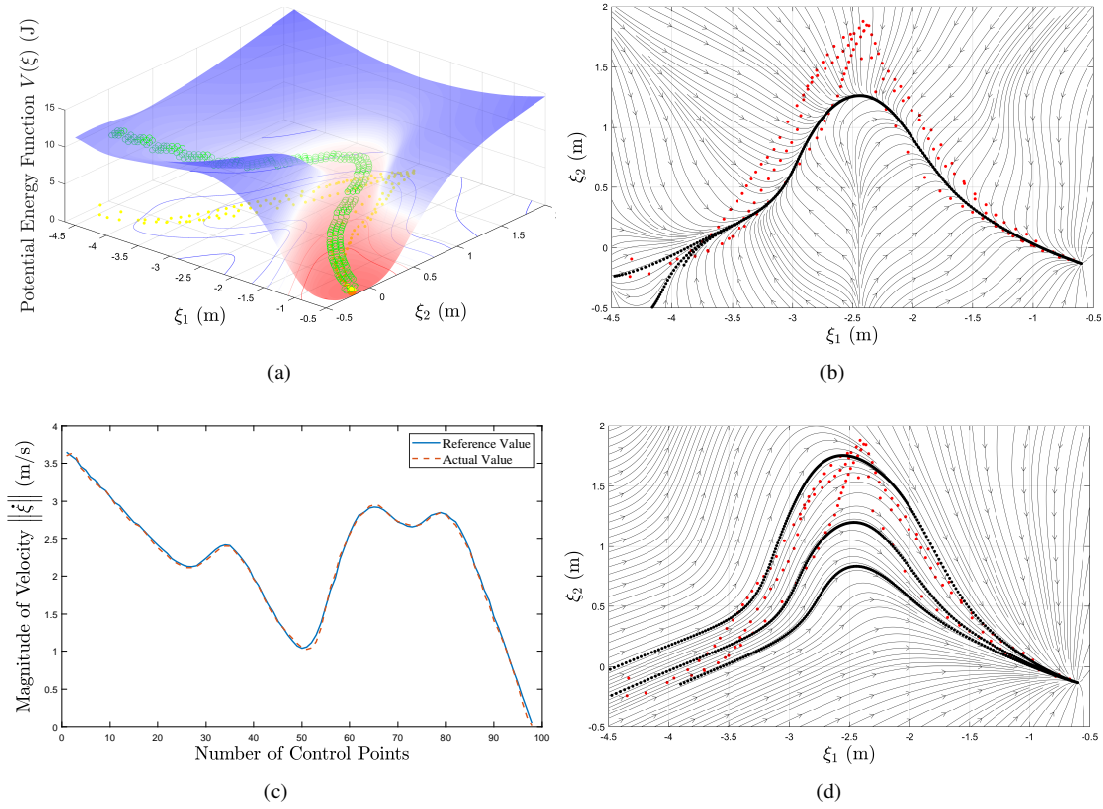 Potential Energy Function V(ξ) (J)
15
10
5
0
-4.5
-4
-3.5
-3
-2.5
-2
-1.5
-1
-0.5
ξ1 (m)
-0.5
0
0.5
1
1.5
ξ2 (m)
(a)
2
1.5
1
0.5
0
-0.5
ξ2 (m)
-4.5 -4 -3.5 -3 -2.5 -2 -1.5 -1 -0.5
ξ1 (m)
(b)
4
3.5
3
2.5
2
1.5
1
0.5
0
Magnitude of Velocity ||ξ̇|| (m/s)
Reference Value
Actual Value
0 10 20 30 40 50 60 70 80 90 100
Number of Control Points
(c)
2
1.5
1
0.5
0
-0.5
ξ2 (m)
-4.5 -4 -3.5 -3 -2.5 -2 -1.5 -1 -0.5
ξ1 (m)
(d)